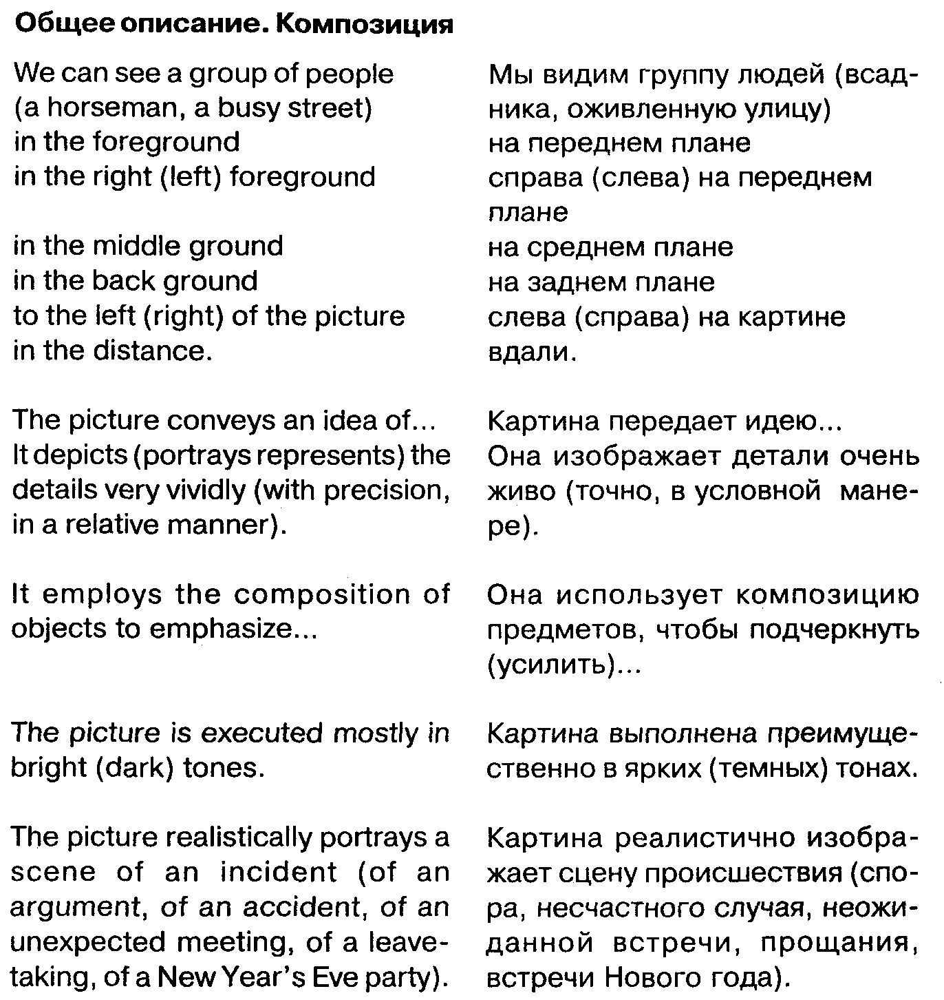 Общее описание. Композиция
We can see a group of people
(a horseman, a busy street)
in the foreground
in the right (left) foreground
in the middle ground
in the back ground
to the left (right) of the picture
in the distance.
Мы видим группу людей (всад-
ника, оживленную улицу)
на переднем плане
справа (слева) на переднем
плане
на среднем плане
на заднем плане
слева (справа) на картине
вдали.
The picture conveys an idea of...
It depicts (portrays represents) the
details very vividly (with precision,
in a relative manner).
Картина передает идею...
Она изображает детали очень
живо (точно, в условной мане-
ре).
It employs the composition of
objects to emphasize...
Она использует композицию
предметов, чтобы подчеркнуть
(усилить)...
The picture is executed mostly in
bright (dark) tones.
Картина выполнена преимуще-
ственно в ярких (темных) тонах.
The picture realistically portrays a
scene of an incident (of an
argument, of an accident, of an
unexpected meeting, of a leave-
taking, of a New Year's Eve party).
Картина реалистично изобра-
жает сцену происшествия (спо-
ра, несчастного случая, неожи-
данной встречи, прощания,
встречи Нового года).